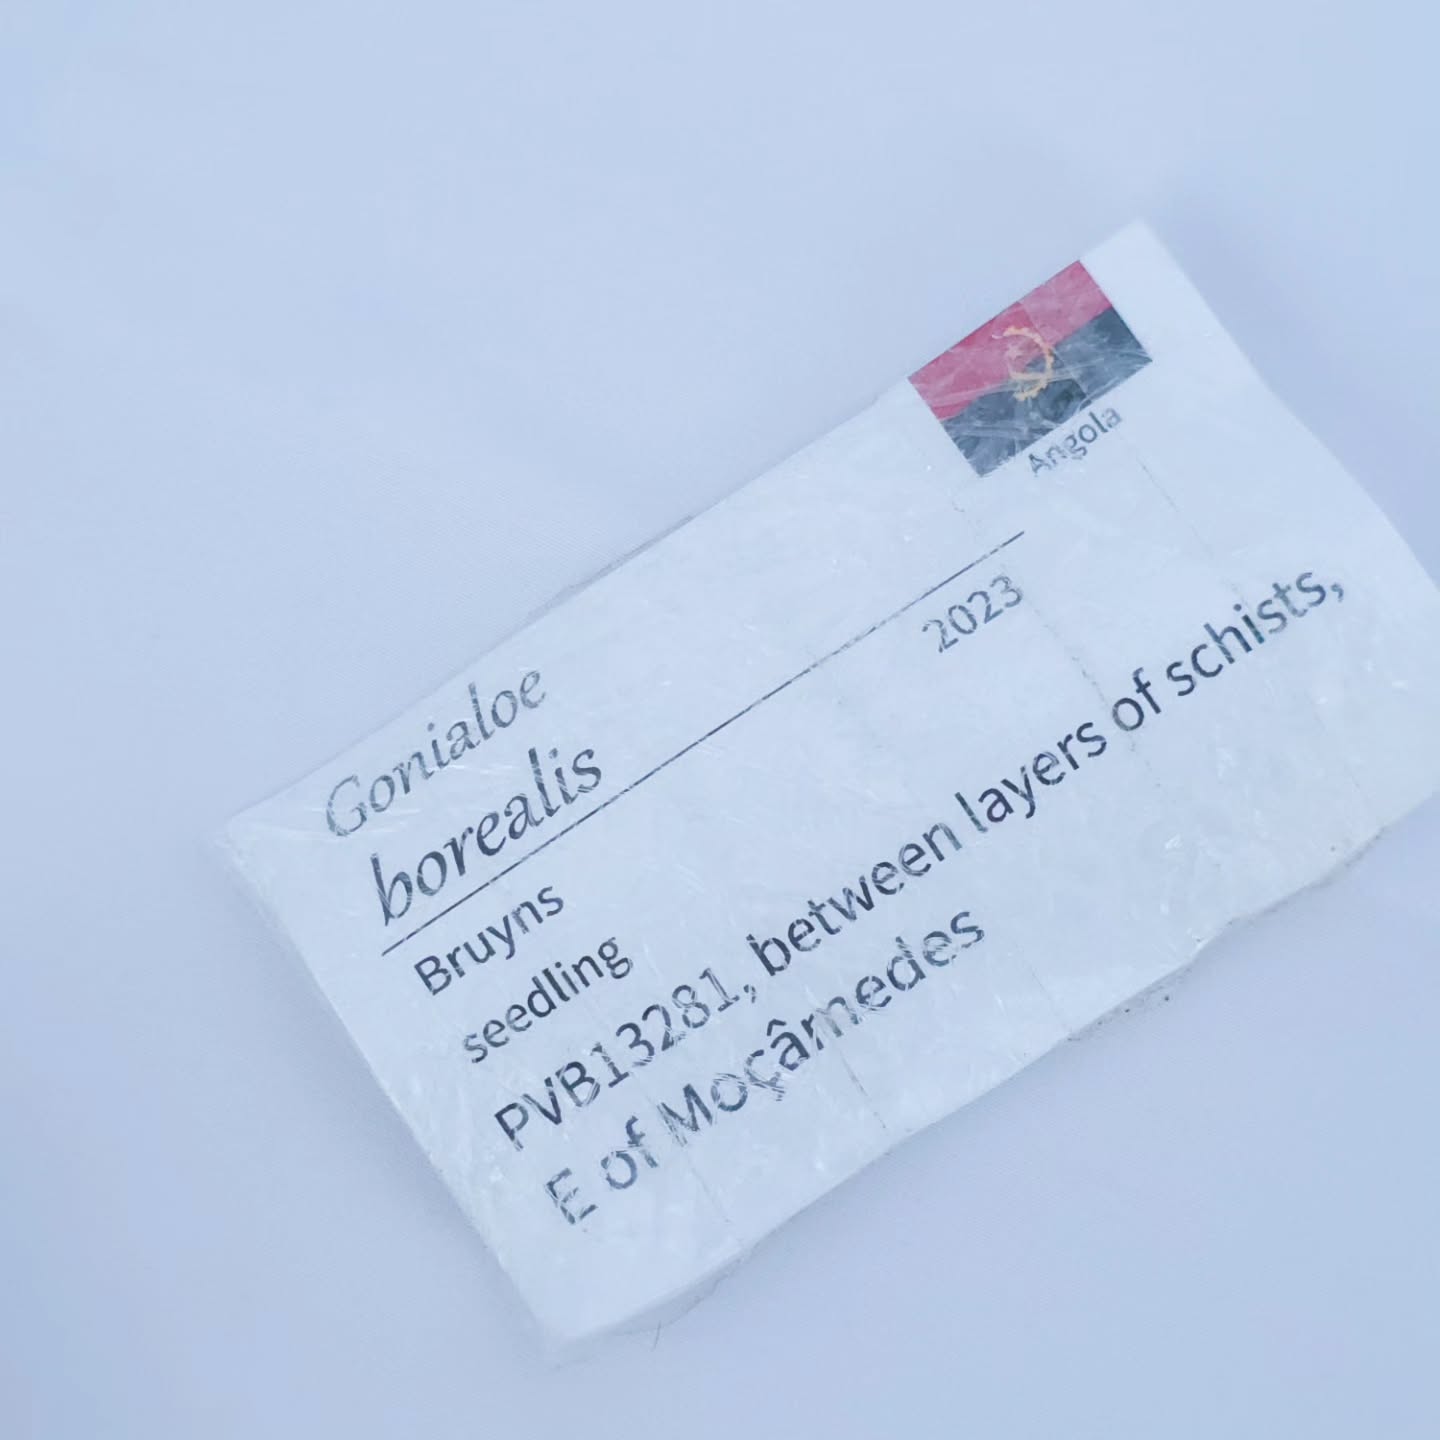 Angola
Gonialoe
borealis
2023
Bruyns
seedling
PVB13281, between layers of schists,
E of Moçâmedes